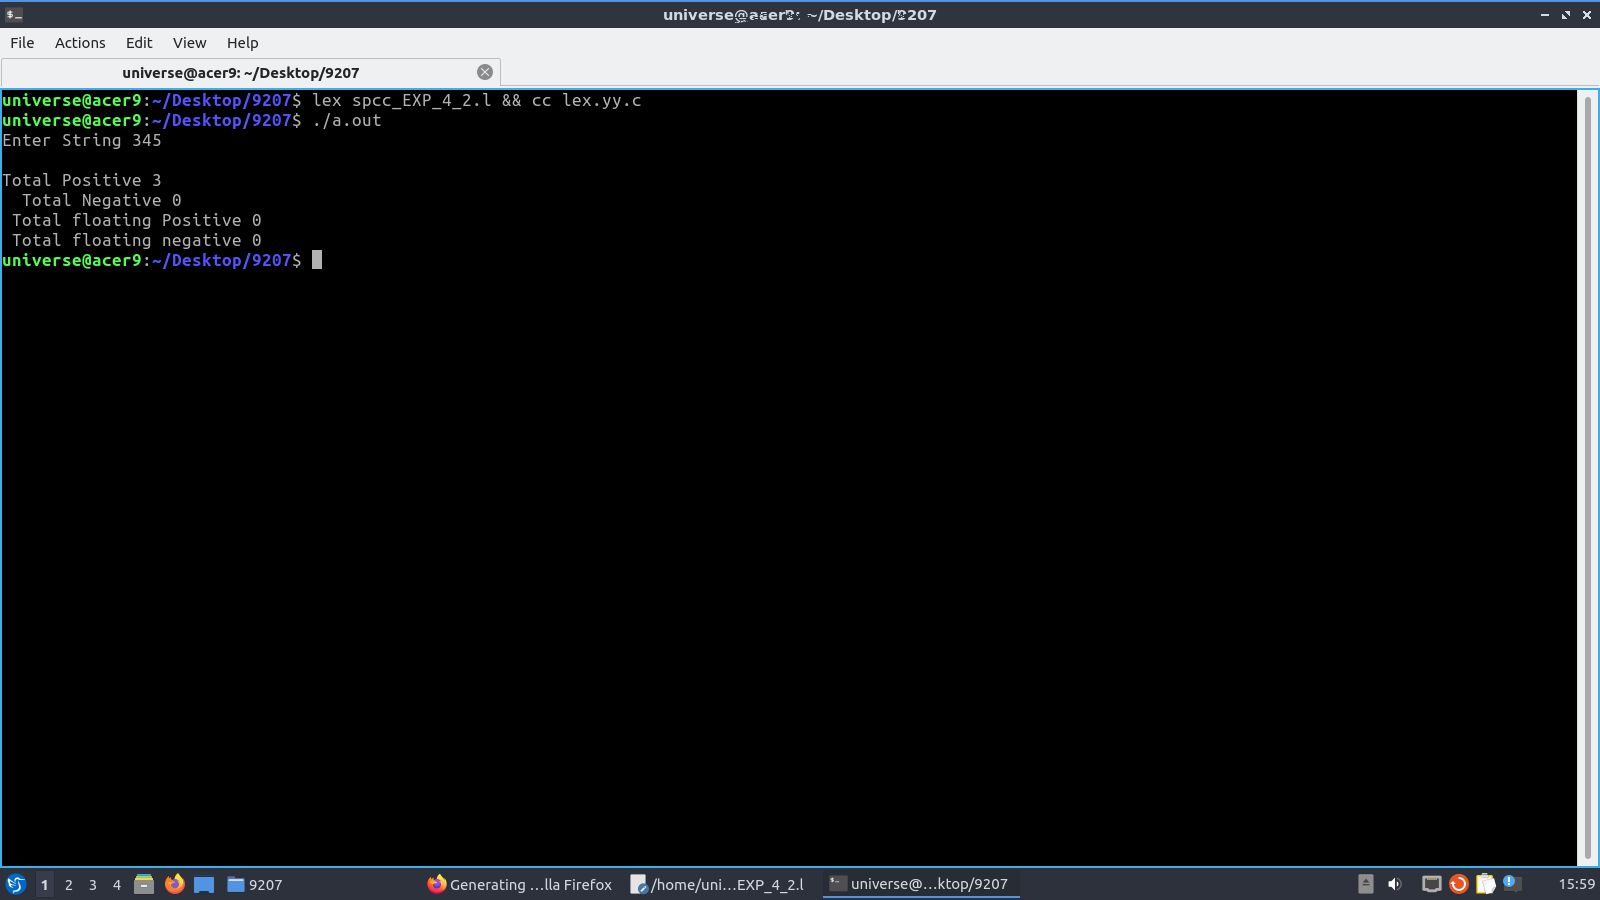 universe@acer9: ~/Desktop/9207
File Actions Edit View Help
universe@acer9: ~/Desktop/9207
universe@acer9:~/Desktop/9207$ lex spcc_EXP_4_2.l && cc lex.yy.c
universe@acer9:~/Desktop/9207$ ./a.out
Enter String 345
Total Positive 3
Total Negative 0
Total floating Positive 0
Total floating negative 0
universe@acer9:~/Desktop/9207$
1 2 3 4 9207 Generating ...lla Firefox /home/uni...EXP_4_2.l universe@...ktop/9207 15:59